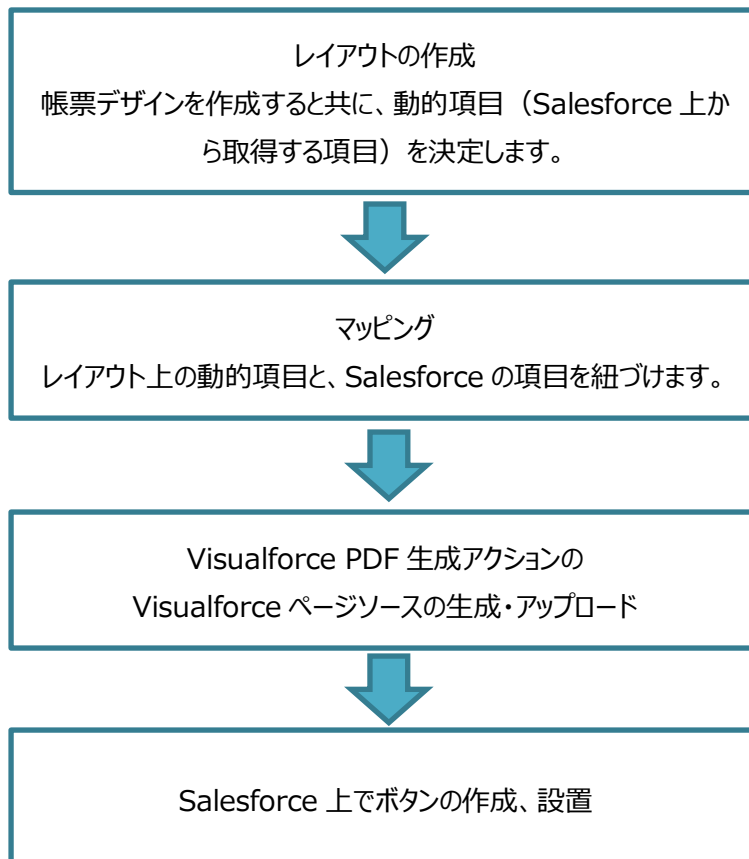 レイアウトの作成
帳票デザインを作成すると共に、動的項目（Salesforce 上か
ら取得する項目）を決定します。
マッピング
レイアウト上の動的項目と、Salesforce の項目を紐づけます。
Visualforce PDF 生成アクションの
Visualforce ページソースの生成・アップロード
Salesforce 上でボタンの作成、設置